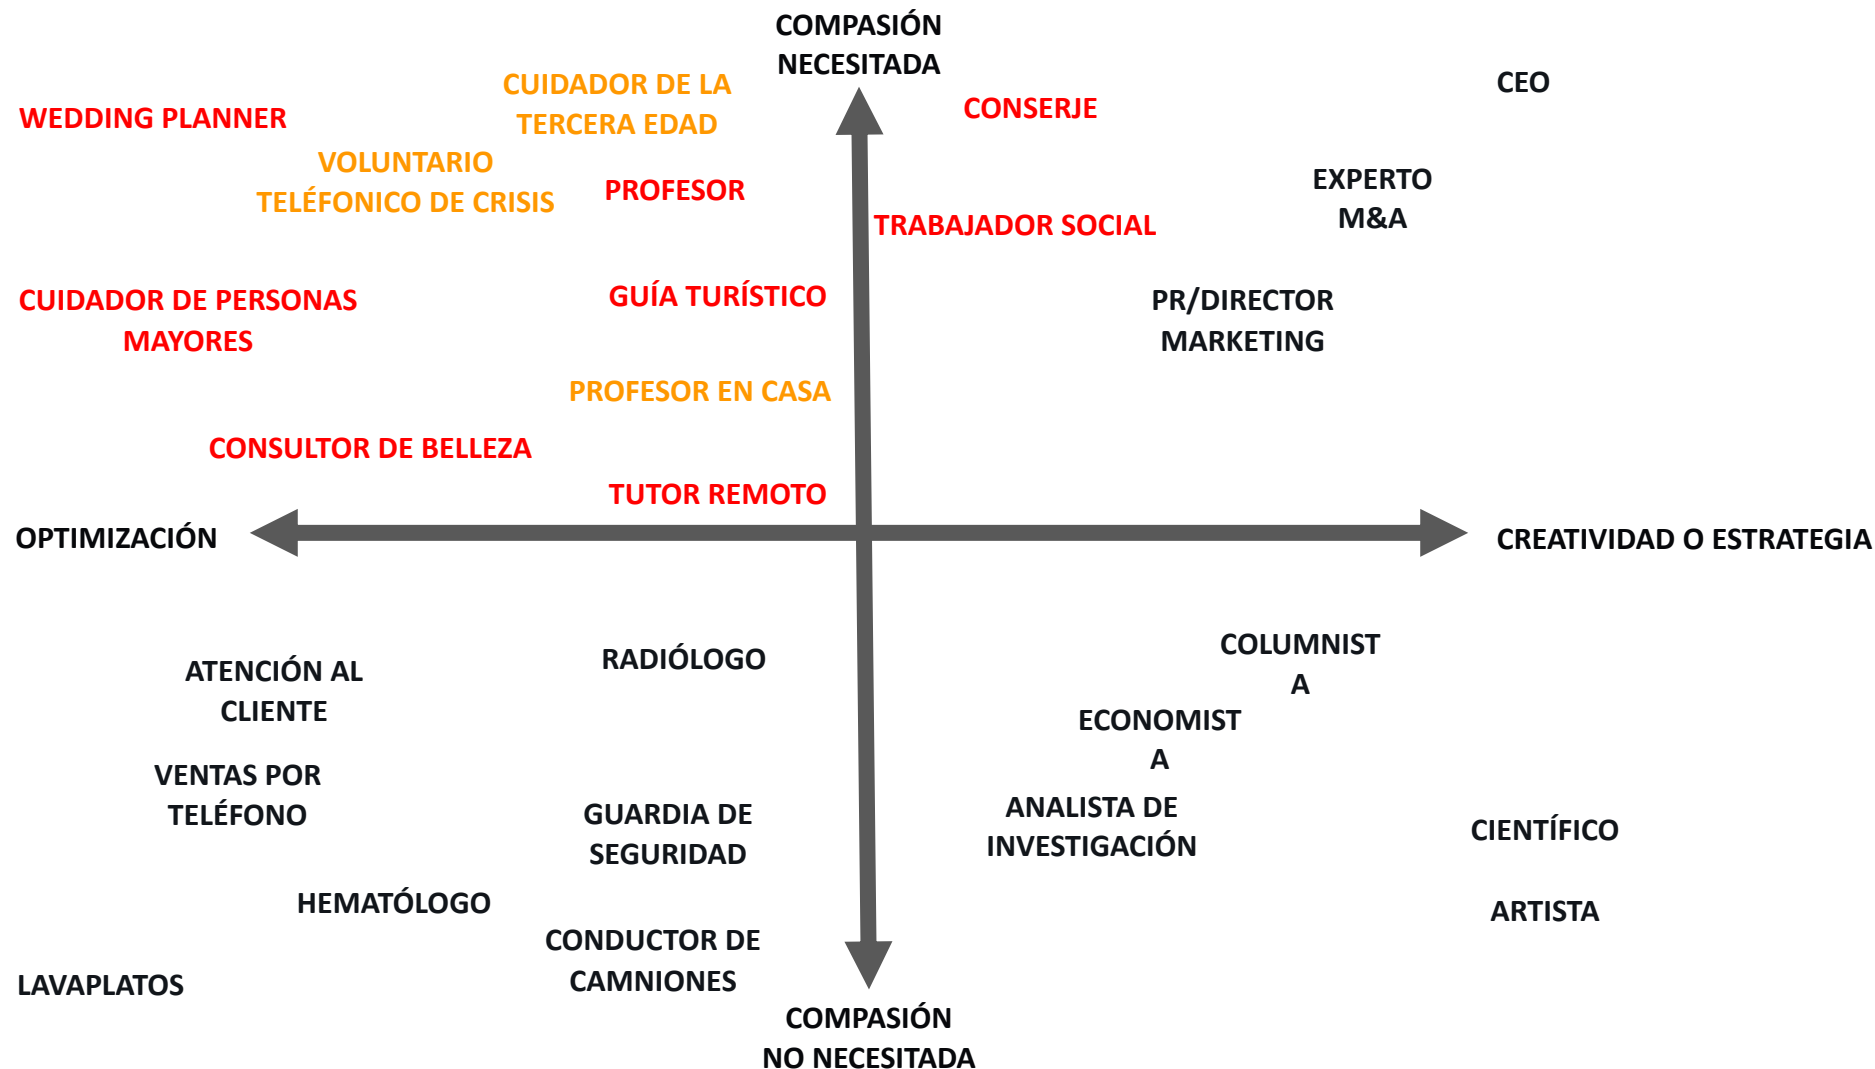 COMPASIÓN
NECESITADA
CEO
CUIDADOR DE LA
TERCERA EDAD
WEDDING PLANNER
CONSERJE
VOLUNTARIO
TELÉFONICO DE CRISIS
PROFESOR
EXPERTO
M&A
TRABAJADOR SOCIAL
CUIDADOR DE PERSONAS
MAYORES
GUÍA TURÍSTICO
PR/DIRECTOR
MARKETING
PROFESOR EN CASA
CONSULTOR DE BELLEZA
TUTOR REMOTO
OPTIMIZACIÓN
CREATIVIDAD O ESTRATEGIA
ATENCIÓN AL
CLIENTE
RADIÓLOGO
COLUMNIST
A
ECONOMIST
A
VENTAS POR
TELÉFONO
GUARDIA DE
SEGURIDAD
ANALISTA DE
INVESTIGACIÓN
CIENTÍFICO
HEMATÓLOGO
ARTISTA
CONDUCTOR DE
CAMNIONES
LAVAPLATOS
COMPASIÓN
NO NECESITADA